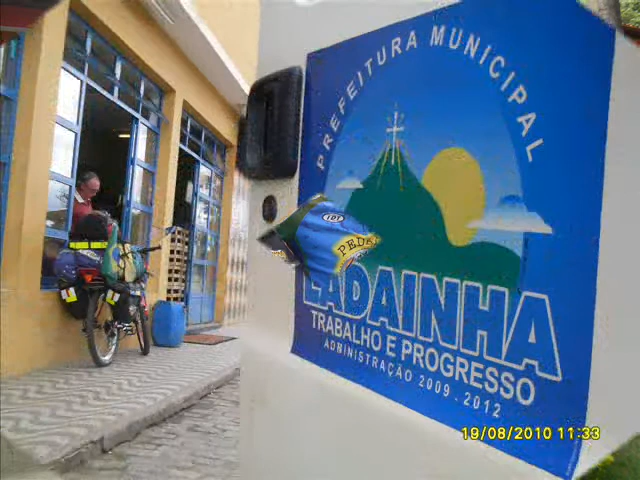 PREFEITURA MUNICIPAL
LADAINHA
TRABALHO E PROGRESSO
ADMINISTRAÇÃO 2009 - 2012
19/08/2010 11:33